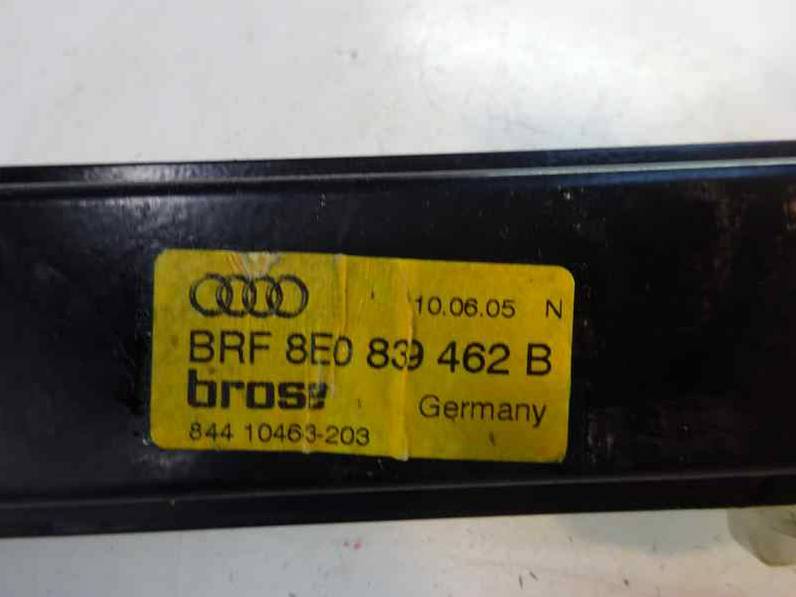 10.06.05 N
BRF 8E0 839 462 B
brose
Germany
844 10463-203